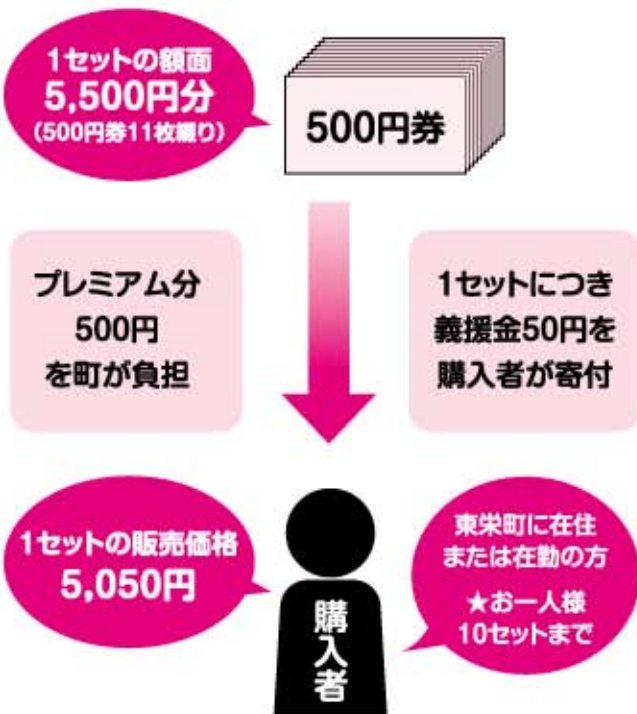 1セットの額面
5,500円分
(500円券11枚綴り)
500円券
プレミアム分
500円
を町が負担
1セットにつき
義援金50円を
購入者が寄付
1セットの販売価格
5,050円
購入者
東栄町に在住
または在勤の方
★お一人様
10セットまで